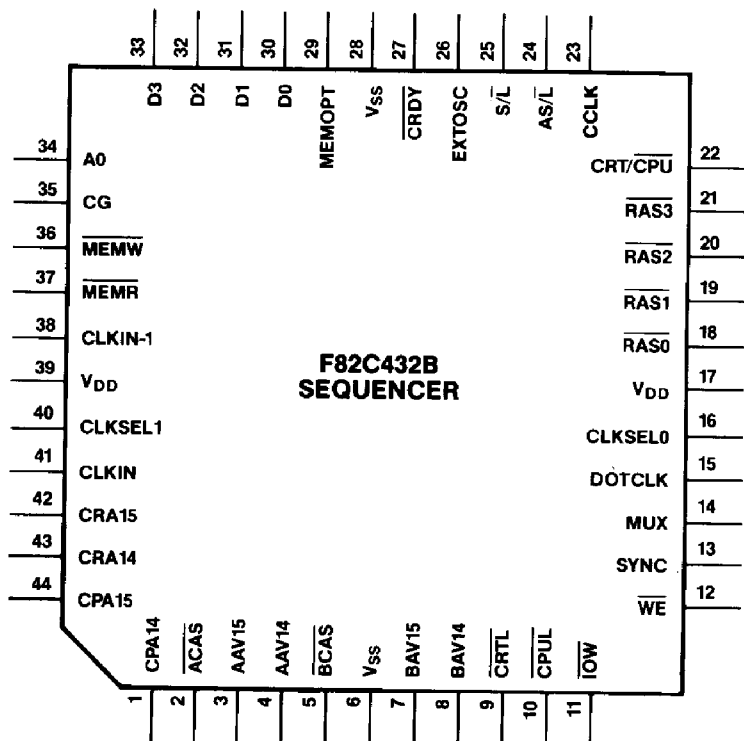 33 32 31 30 29 28 27 26 25 24 23
D3 D2 D1 D0 MEMOPT VSS CRDY EXTOSC S/L AS/L CCLK
34 A0
35 CG
36 MEMW
37 MEMR
38 CLKIN-1
39 VDD
40 CLKSEL1
41 CLKIN
42 CRA15
43 CRA14
44 CPA15
F82C432B
SEQUENCER
CRT/CPU 22
RAS3 21
RAS2 20
RAS1 19
RAS0 18
VDD 17
CLKSEL0 16
DOTCLK 15
MUX 14
SYNC 13
WE 12
CPA14 ACAS AAV15 AAV14 BCAS VSS BAV15 BAV14 CRTL CPUL IOW
1 2 3 4 5 6 7 8 9 10 11